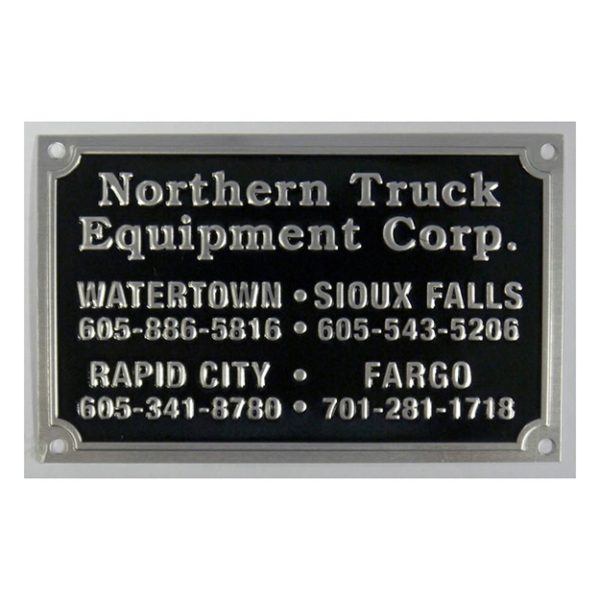 Northern Truck
Equipment Corp.
WATERTOWN • SIOUX FALLS
605-886-5816 • 605-543-5206
RAPID CITY • FARGO
605-341-8780 • 701-281-1718